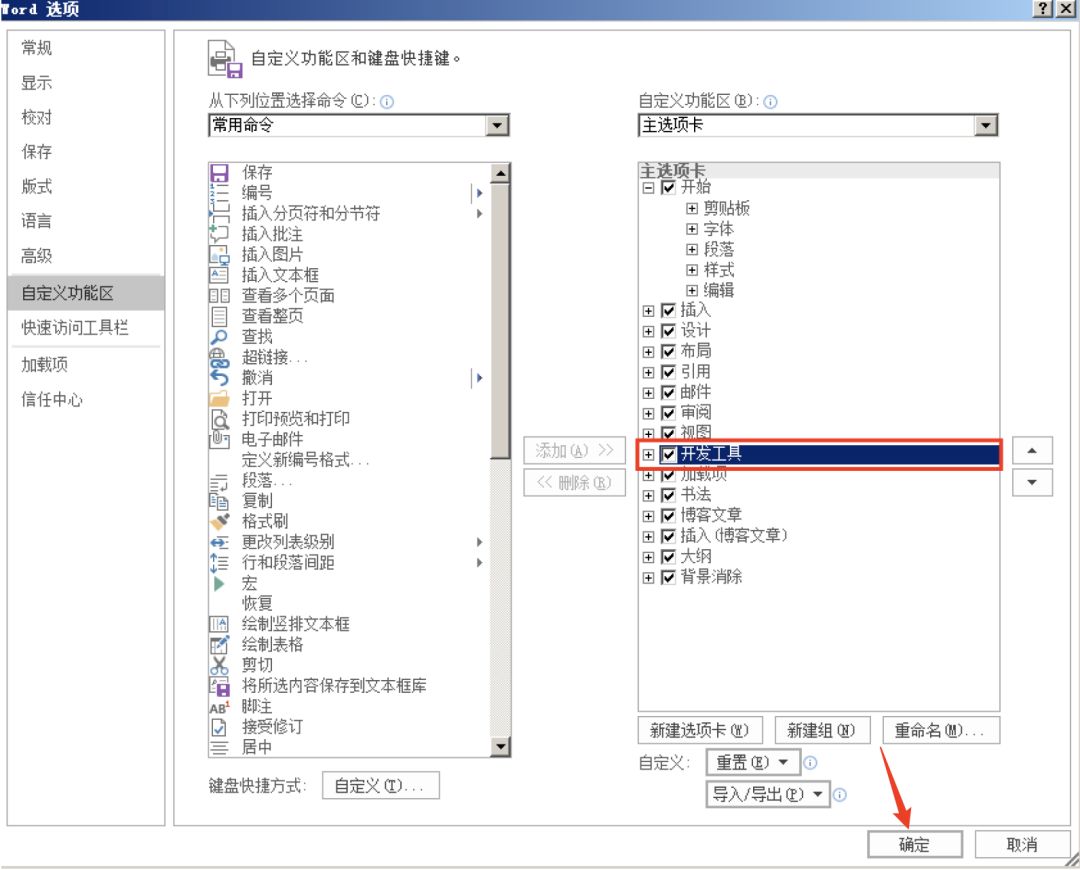 Word 选项
常规
显示
校对
保存
版式
语言
高级
自定义功能区
快速访问工具栏
加载项
信任中心
自定义功能区和键盘快捷键。
从下列位置选择命令(C):
常用命令
保存
编号
插入分页符和分节符
插入批注
插入图片
插入文本框
查看多个页面
查看整页
查找
超链接...
撤消
打开
打印预览和打印
电子邮件
定义新编号格式...
段落...
复制
格式刷
更改列表级别
行和段落间距
宏
恢复
绘制竖排文本框
绘制表格
剪切
将所选内容保存到文本框库
脚注
接受修订
居中
键盘快捷方式: 自定义(T)...
添加(A) >>
<< 删除(R)
自定义功能区(B):
主选项卡
主选项卡
开始
剪贴板
字体
段落
样式
编辑
插入
设计
布局
引用
邮件
审阅
视图
开发工具
加载项
书法
博客文章
插入(博客文章)
大纲
背景消除
新建选项卡(W) 新建组(N) 重命名(M)...
自定义: 重置(E)
导入/导出(P)
确定 取消